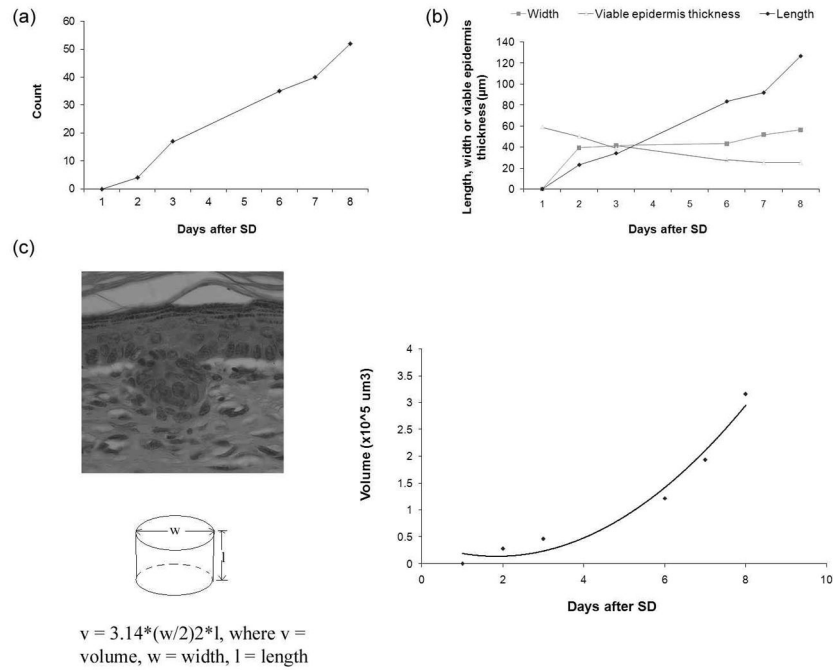 (a)
60
50
40
30
20
10
0
Count
1 2 3 4 5 6 7 8
Days after SD
(b)
Width Viable epidermis thickness Length
140
120
100
80
60
40
20
0
Length, width or viable epidermis
thickness (µm)
1 2 3 4 5 6 7 8
Days after SD
(c)
w
l
v = 3.14*(w/2)2*l, where v =
volume, w = width, l = length
4
3.5
3
2.5
2
1.5
1
0.5
0
Volume (x10^5 um3)
0 2 4 6 8 10
Days after SD